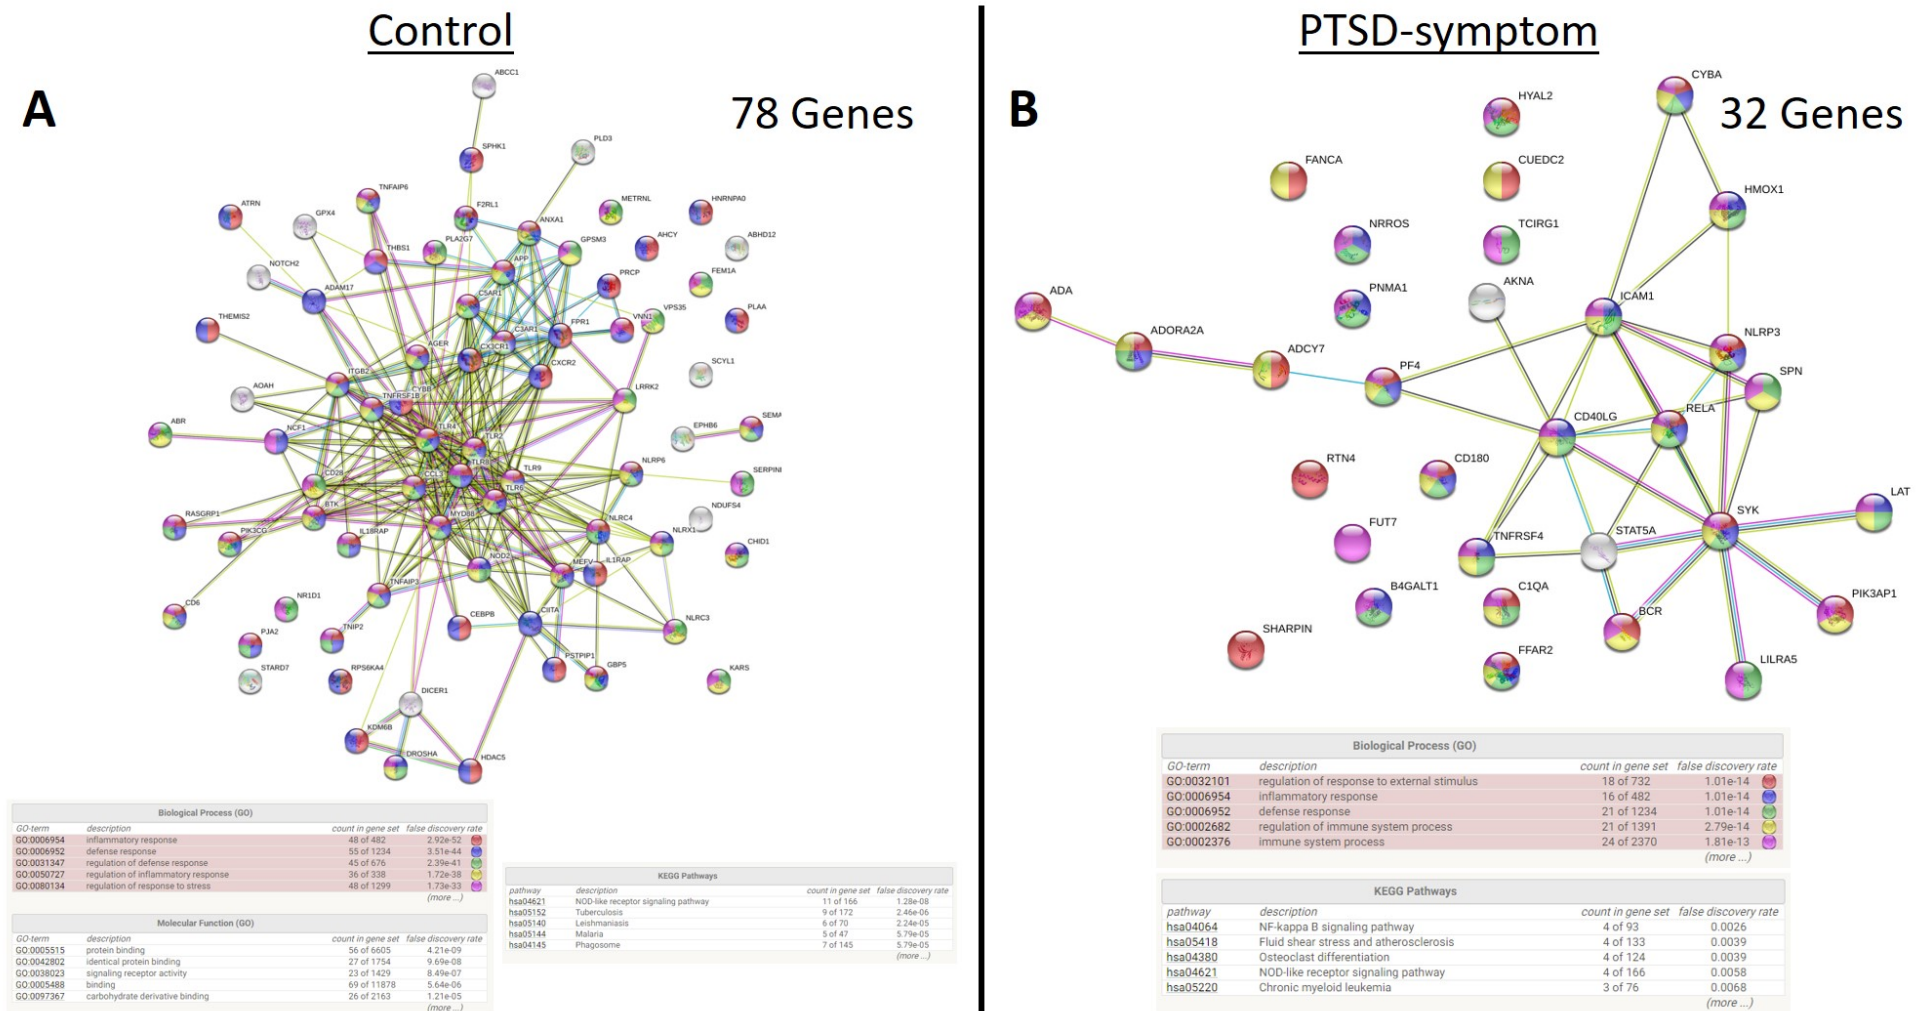 Control
PTSD-symptom
A
78 Genes
B
32 Genes
ABCC1
SPHK1
PLD3
TNFAIP6
ATRN
GPX4
F2RL1
ANXA1
METRNL
HNRNPA0
PLA2G7
GPSM3
AHCY
ABHD12
THBS1
APP
NOTCH2
ADAM17
PRCP
FEM1A
C5AR1
THEMIS2
C3AR1
FPR1
VNN1
VPS35
PLAA
AGER
CX3CR1
CXCR2
SCYL1
ITGB2
AOAH
CYBB
TNFRSF1B
LRRK2
ABR
NCF1
TLR4
TLR2
EPHB6
SEMA
CD28
CCL3
TLR8
TLR9
NLRP6
SERPINI
TLR6
BTK
RASGRP1
PIK3CG
IL18RAP
MYD88
NLRC4
NLRX1
NDUFS4
CHID1
NOD2
MEFV
IL1RAP
TNFAIP3
CD6
NR1D1
CEBPB
CIITA
NLRC3
PJA2
TNIP2
STARD7
RPS6KA4
PSTPIP1
GBP5
KARS
DICER1
KDM6B
DROSHA
HDAC5
Biological Process (GO)
GO-term description count in gene set false discovery rate
GO:0006954 inflammatory response 48 of 482 2.92e-52
GO:0006952 defense response 55 of 1234 3.51e-44
GO:0031347 regulation of defense response 45 of 676 2.39e-41
GO:0050727 regulation of inflammatory response 36 of 338 1.72e-38
GO:0080134 regulation of response to stress 48 of 1299 1.73e-33
(more ...)
Molecular Function (GO)
GO-term description count in gene set false discovery rate
GO:0005515 protein binding 56 of 6605 4.21e-09
GO:0042802 identical protein binding 27 of 1754 9.69e-08
GO:0038023 signaling receptor activity 23 of 1429 8.49e-07
GO:0005488 binding 69 of 11878 5.64e-06
GO:0097367 carbohydrate derivative binding 26 of 2163 1.21e-05
(more ...)
KEGG Pathways
pathway description count in gene set false discovery rate
hsa04621 NOD-like receptor signaling pathway 11 of 166 1.28e-08
hsa05152 Tuberculosis 9 of 172 2.46e-06
hsa05140 Leishmaniasis 6 of 70 2.24e-05
hsa05144 Malaria 5 of 47 5.79e-05
hsa04145 Phagosome 7 of 145 5.79e-05
(more ...)
CYBA
HYAL2
FANCA
CUEDC2
HMOX1
NRROS
TCIRG1
AKNA
ICAM1
ADA
PNMA1
ADORA2A
NLRP3
ADCY7
PF4
SPN
CD40LG
RELA
RTN4
CD180
LAT
FUT7
TNFRSF4
STAT5A
SYK
B4GALT1
C1QA
BCR
PIK3AP1
SHARPIN
FFAR2
LILRA5
Biological Process (GO)
GO-term description count in gene set false discovery rate
GO:0032101 regulation of response to external stimulus 18 of 732 1.01e-14
GO:0006954 inflammatory response 16 of 482 1.01e-14
GO:0006952 defense response 21 of 1234 1.01e-14
GO:0002682 regulation of immune system process 21 of 1391 2.79e-14
GO:0002376 immune system process 24 of 2370 1.81e-13
(more ...)
KEGG Pathways
pathway description count in gene set false discovery rate
hsa04064 NF-kappa B signaling pathway 4 of 93 0.0026
hsa05418 Fluid shear stress and atherosclerosis 4 of 133 0.0039
hsa04380 Osteoclast differentiation 4 of 124 0.0039
hsa04621 NOD-like receptor signaling pathway 4 of 166 0.0058
hsa05220 Chronic myeloid leukemia 3 of 76 0.0068
(more ...)